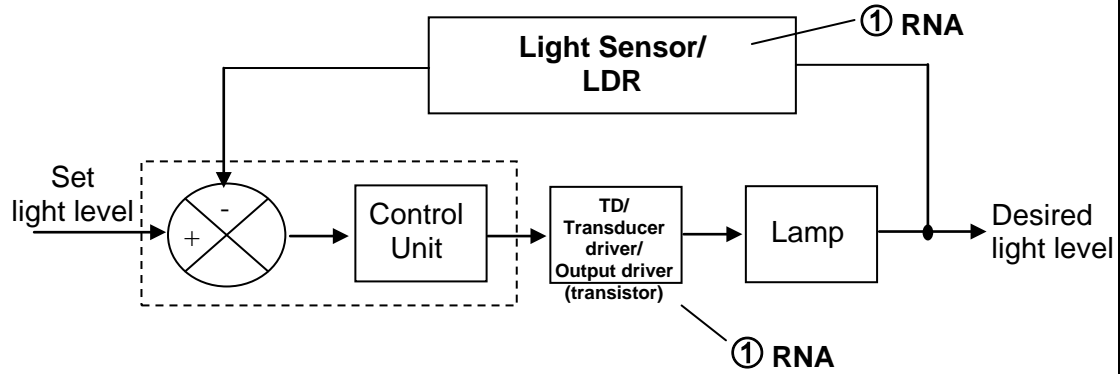 ① RNA
Light Sensor/
LDR
Set
light level
-
+
Control
Unit
TD/
Transducer
driver/
Output driver
(transistor)
Lamp
Desired
light level
① RNA